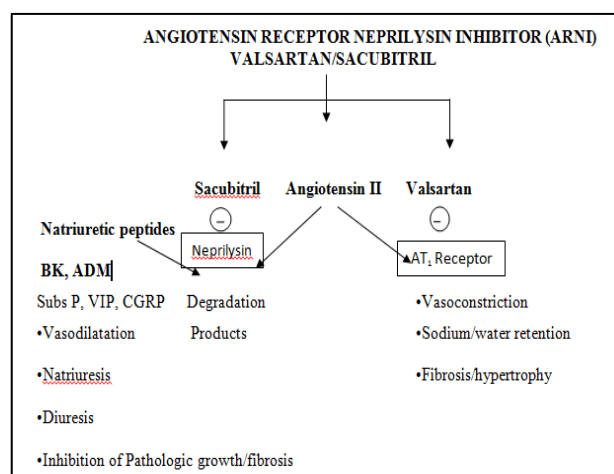 ANGIOTENSIN RECEPTOR NEPRILYSIN INHIBITOR (ARNI)
VALSARTAN/SACUBITRIL
Sacubitril Angiotensin II Valsartan
− −
Natriuretic peptides
Neprilysin AT₁ Receptor
BK, ADM
Subs P, VIP, CGRP Degradation •Vasoconstriction
•Vasodilatation Products •Sodium/water retention
•Natriuresis •Fibrosis/hypertrophy
•Diuresis
•Inhibition of Pathologic growth/fibrosis